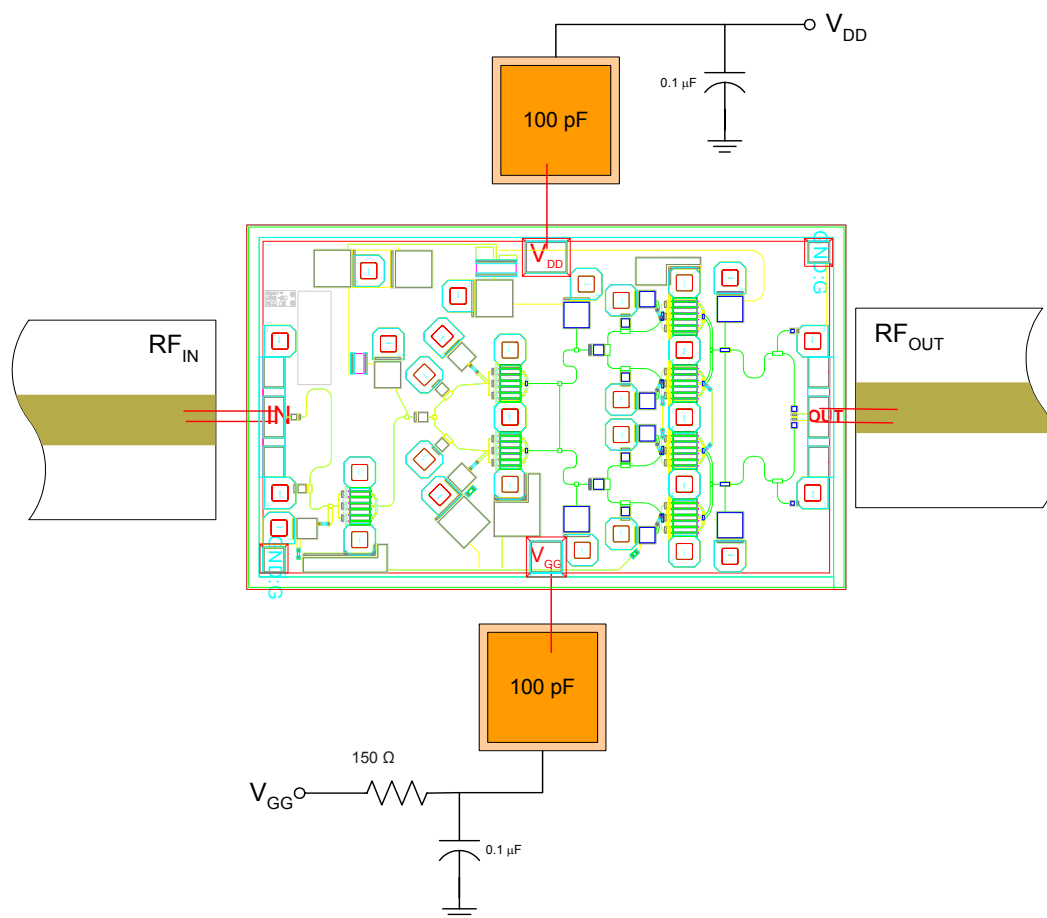 V_DD
0.1 µF
100 pF
V_DD
GND:G
RF_IN
RF_OUT
IN
OUT
V_GG
GND:G
100 pF
150 Ω
V_GG
0.1 µF